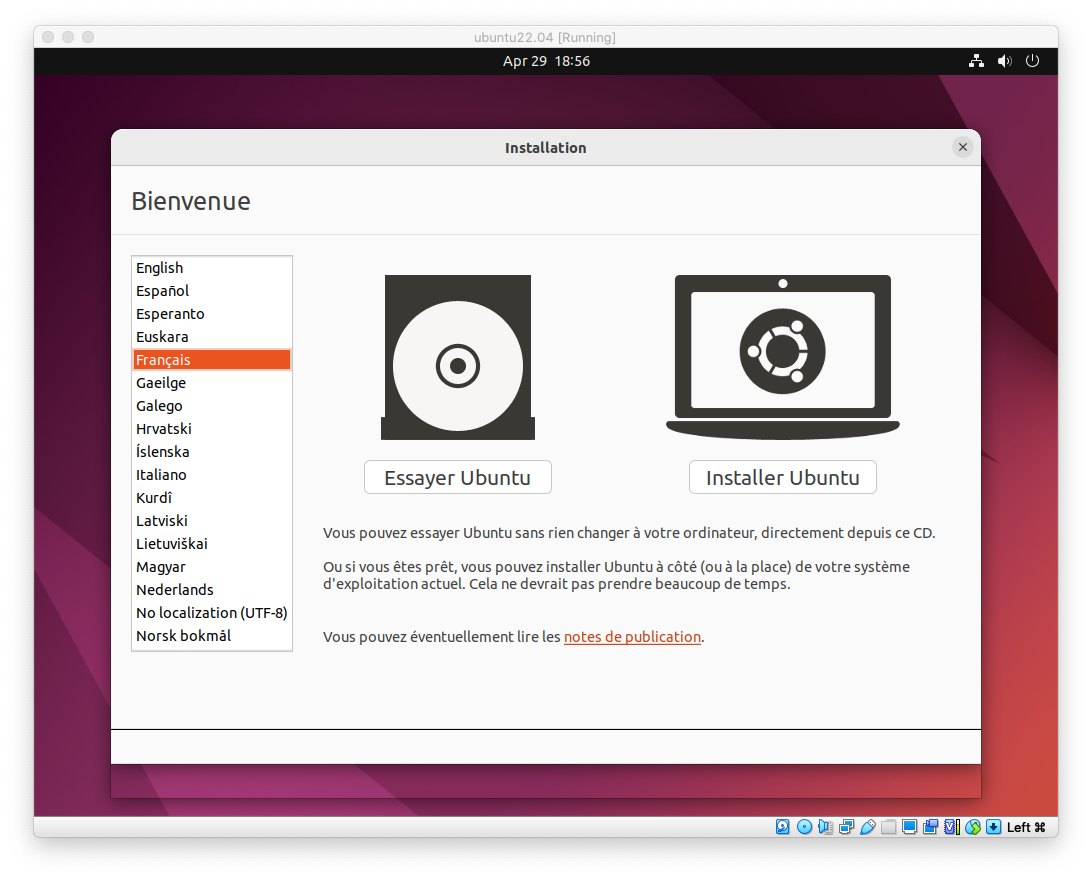 ubuntu22.04 [Running]
Apr 29 18:56
Installation
Bienvenue
English
Español
Esperanto
Euskara
Français
Gaeilge
Galego
Hrvatski
Íslenska
Italiano
Kurdî
Latviski
Lietuviškai
Magyar
Nederlands
No localization (UTF-8)
Norsk bokmål
Essayer Ubuntu
Installer Ubuntu
Vous pouvez essayer Ubuntu sans rien changer à votre ordinateur, directement depuis ce CD.
Ou si vous êtes prêt, vous pouvez installer Ubuntu à côté (ou à la place) de votre système
d'exploitation actuel. Cela ne devrait pas prendre beaucoup de temps.
Vous pouvez éventuellement lire les notes de publication.
Left ⌘